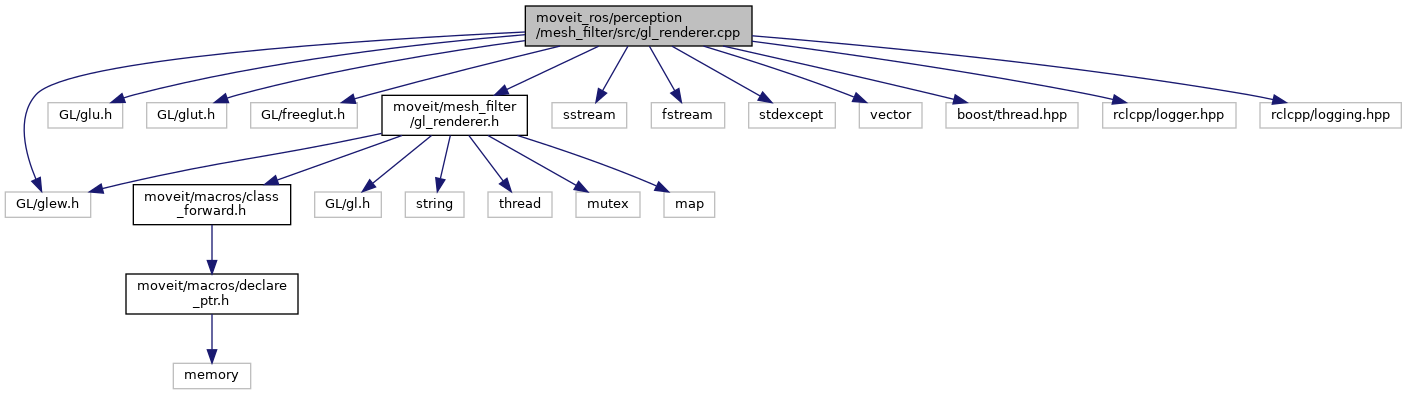 moveit_ros/perception
/mesh_filter/src/gl_renderer.cpp
GL/glu.h
GL/glut.h
GL/freeglut.h
moveit/mesh_filter
/gl_renderer.h
sstream
fstream
stdexcept
vector
boost/thread.hpp
rclcpp/logger.hpp
rclcpp/logging.hpp
GL/glew.h
moveit/macros/class
_forward.h
GL/gl.h
string
thread
mutex
map
moveit/macros/declare
_ptr.h
memory